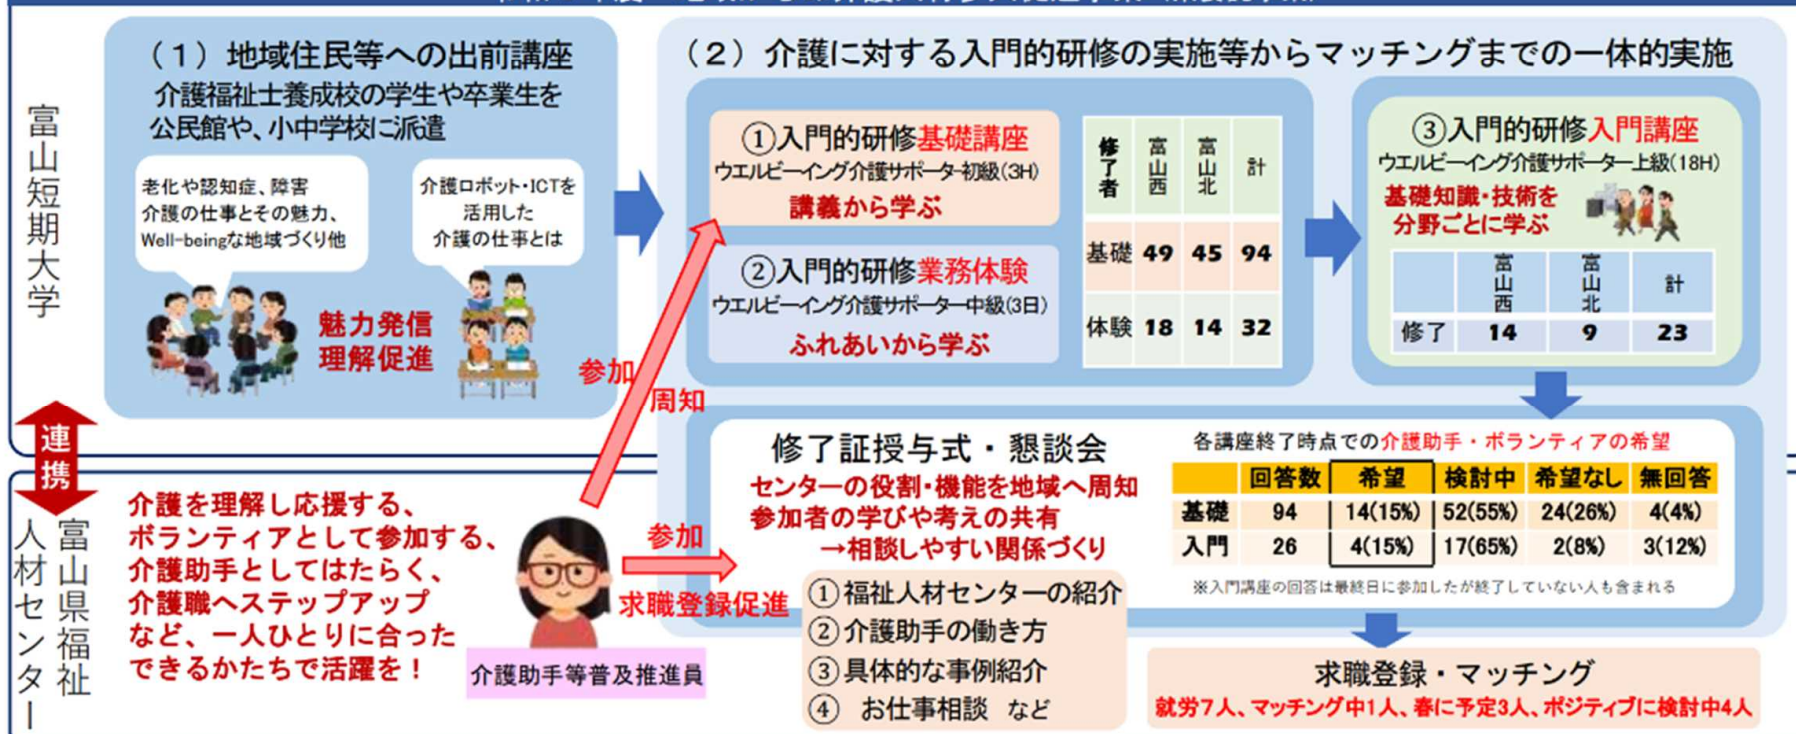 富山短期大学
連携
富山県福祉
人材センター
（１）地域住民等への出前講座
介護福祉士養成校の学生や卒業生を
公民館や、小中学校に派遣
老化や認知症、障害
介護の仕事とその魅力、
Well-beingな地域づくり他
介護ロボット・ICTを
活用した
介護の仕事とは
魅力発信
理解促進
（２）介護に対する入門的研修の実施等からマッチングまでの一体的実施
①入門的研修基礎講座
ウエルビーイング介護サポーター初級(3H)
講義から学ぶ
②入門的研修業務体験
ウエルビーイング介護サポーター中級(3日)
ふれあいから学ぶ
修了者 富山西 富山北 計
基礎 49 45 94
体験 18 14 32
③入門的研修入門講座
ウエルビーイング介護サポーター上級(18H)
基礎知識・技術を
分野ごとに学ぶ
富山西 富山北 計
修了 14 9 23
参加
周知
介護を理解し応援する、
ボランティアとして参加する、
介護助手としてはたらく、
介護職へステップアップ
など、一人ひとりに合った
できるかたちで活躍を！
介護助手等普及推進員
参加
求職登録促進
修了証授与式・懇談会
センターの役割・機能を地域へ周知
参加者の学びや考えの共有
→相談しやすい関係づくり
①福祉人材センターの紹介
②介護助手の働き方
③具体的な事例紹介
④ お仕事相談 など
各講座終了時点での介護助手・ボランティアの希望
回答数 希望 検討中 希望なし 無回答
基礎 94 14(15%) 52(55%) 24(26%) 4(4%)
入門 26 4(15%) 17(65%) 2(8%) 3(12%)
※入門講座の回答は最終日に参加したが終了していない人も含まれる
求職登録・マッチング
就労7人、マッチング中1人、春に予定3人、ポジティブに検討中4人